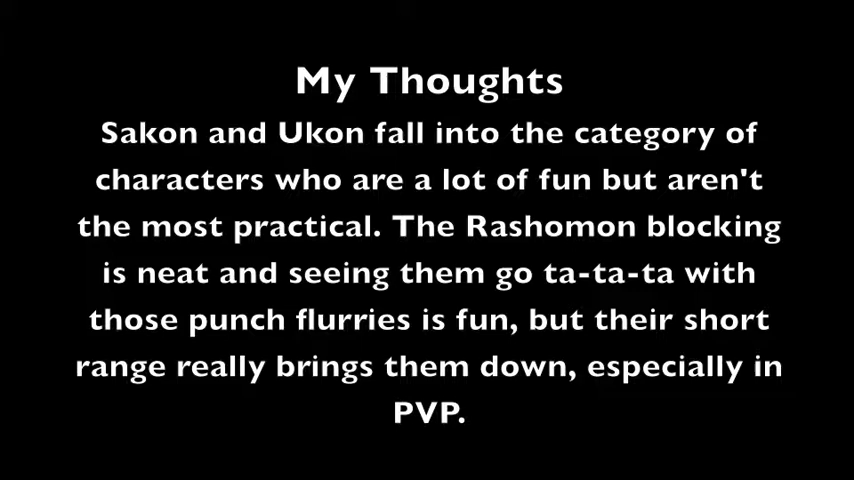 My Thoughts
Sakon and Ukon fall into the category of
characters who are a lot of fun but aren't
the most practical. The Rashomon blocking
is neat and seeing them go ta-ta-ta with
those punch flurries is fun, but their short
range really brings them down, especially in
PVP.